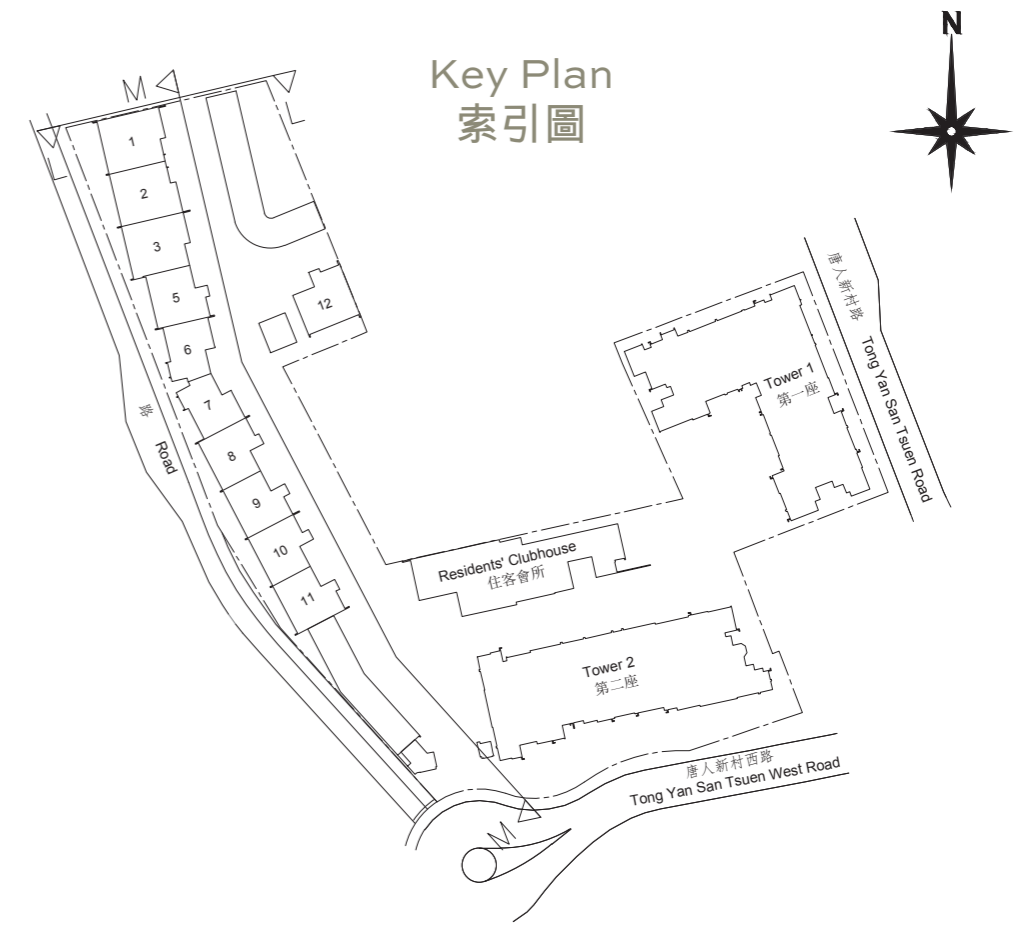 N
Key Plan
索引圖
M
L
L
1
2
3
5
6
7
8
9
10
11
12
路 Road
唐人新村路 Tong Yan San Tsuen Road
Tower 1
第一座
Residents' Clubhouse
住客會所
Tower 2
第二座
唐人新村西路
Tong Yan San Tsuen West Road
M